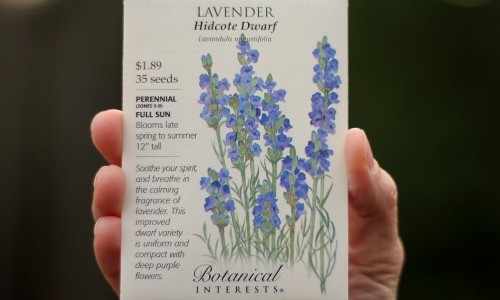 LAVENDER
Hidcote Dwarf
Lavandula angustifolia
$1.89
35 seeds
PERENNIAL
(ZONES 5-9)
FULL SUN
Blooms late
spring to summer
12" tall
Soothe your spirit,
and breathe in
the calming
fragrance of
lavender. This
improved
dwarf variety
is uniform and
compact with
deep purple
flowers.
Botanical
INTERESTS®